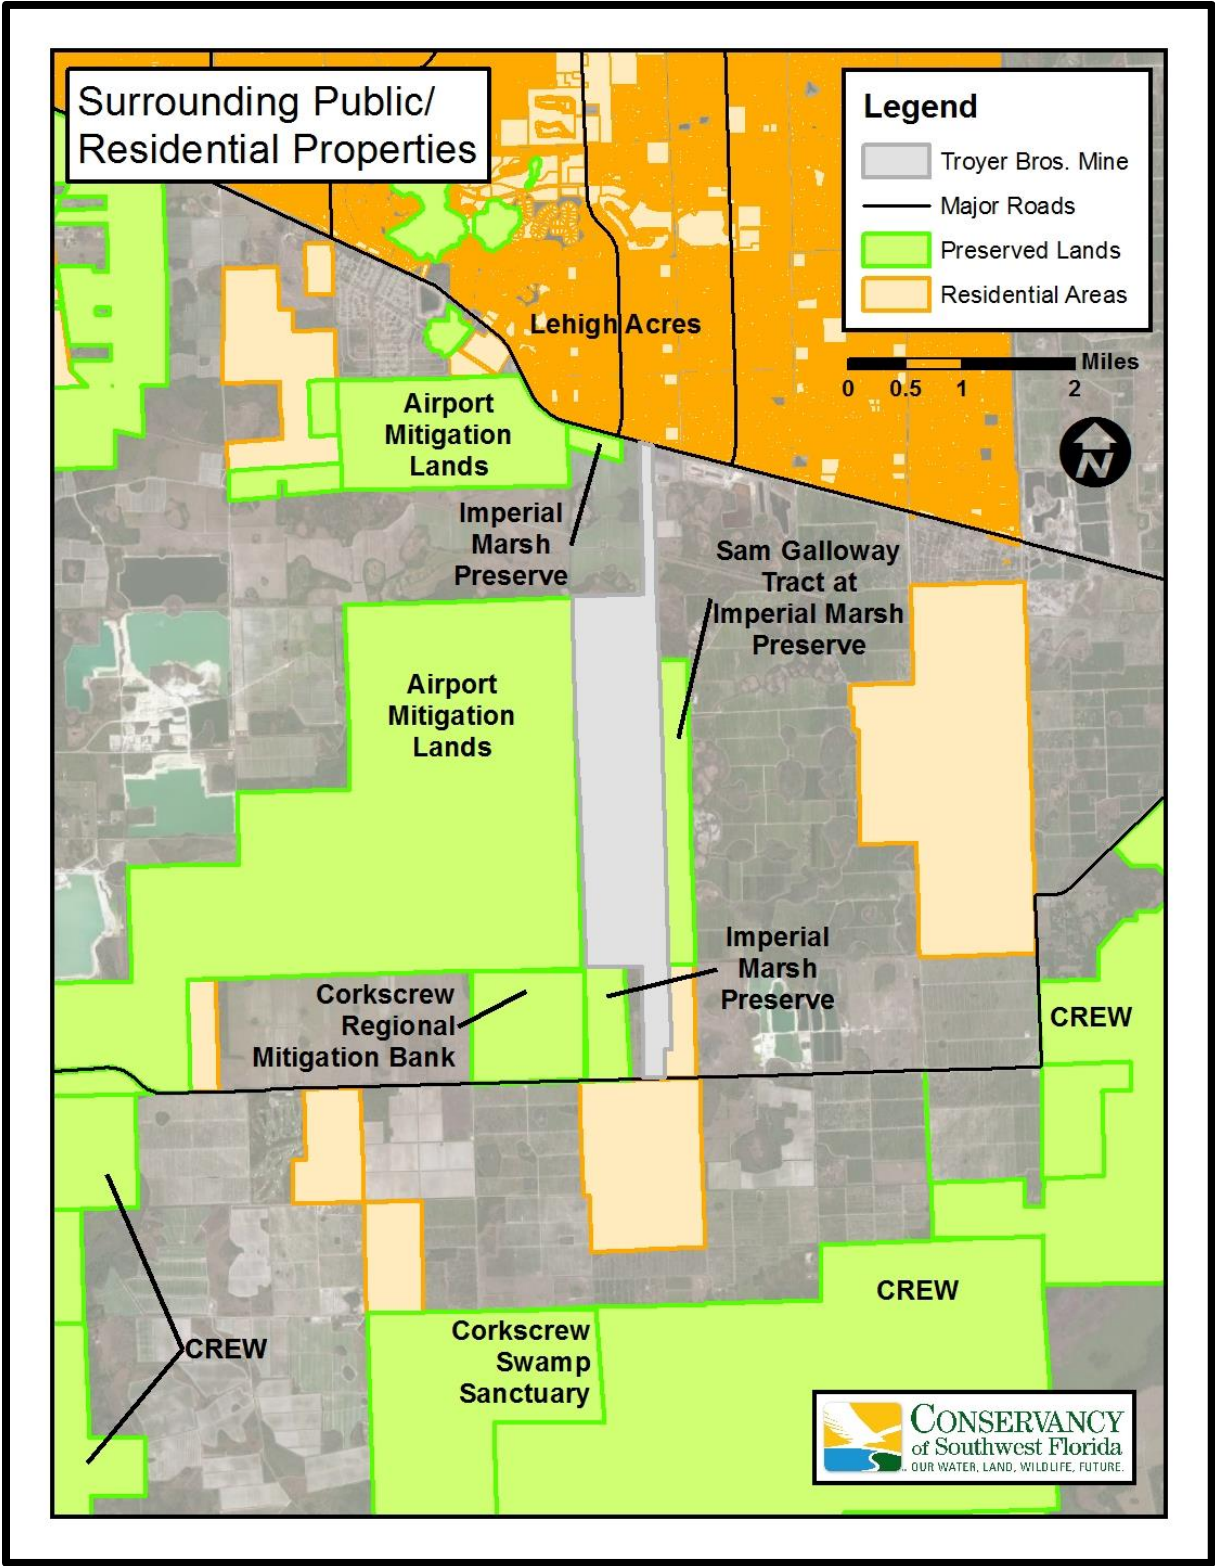 Surrounding Public/
Residential Properties
Legend
Troyer Bros. Mine
Major Roads
Preserved Lands
Residential Areas
Miles
0 0.5 1 2
N
Lehigh Acres
Airport
Mitigation
Lands
Imperial
Marsh
Preserve
Sam Galloway
Tract at
Imperial Marsh
Preserve
Airport
Mitigation
Lands
Imperial
Marsh
Preserve
Corkscrew
Regional
Mitigation Bank
CREW
CREW
CREW
Corkscrew
Swamp
Sanctuary
CONSERVANCY
of Southwest Florida
OUR WATER, LAND, WILDLIFE, FUTURE.